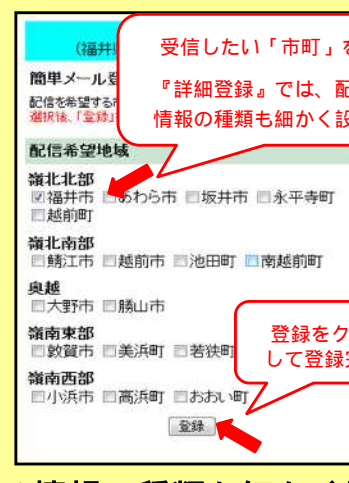 (福井
受信したい「市町」を
『詳細登録』では、配
情報の種類も細かく設
簡単メール
配信を希望する
選択後、「登録」
配信希望地域
嶺北北部
福井市 あわら市 坂井市 永平寺町
越前町
嶺北南部
鯖江市 越前市 池田町 南越前町
奥越
大野市 勝山市
嶺南東部
敦賀市 美浜町 若狭町
嶺南西部
小浜市 高浜町 おおい町
登録をク
して登録
登録